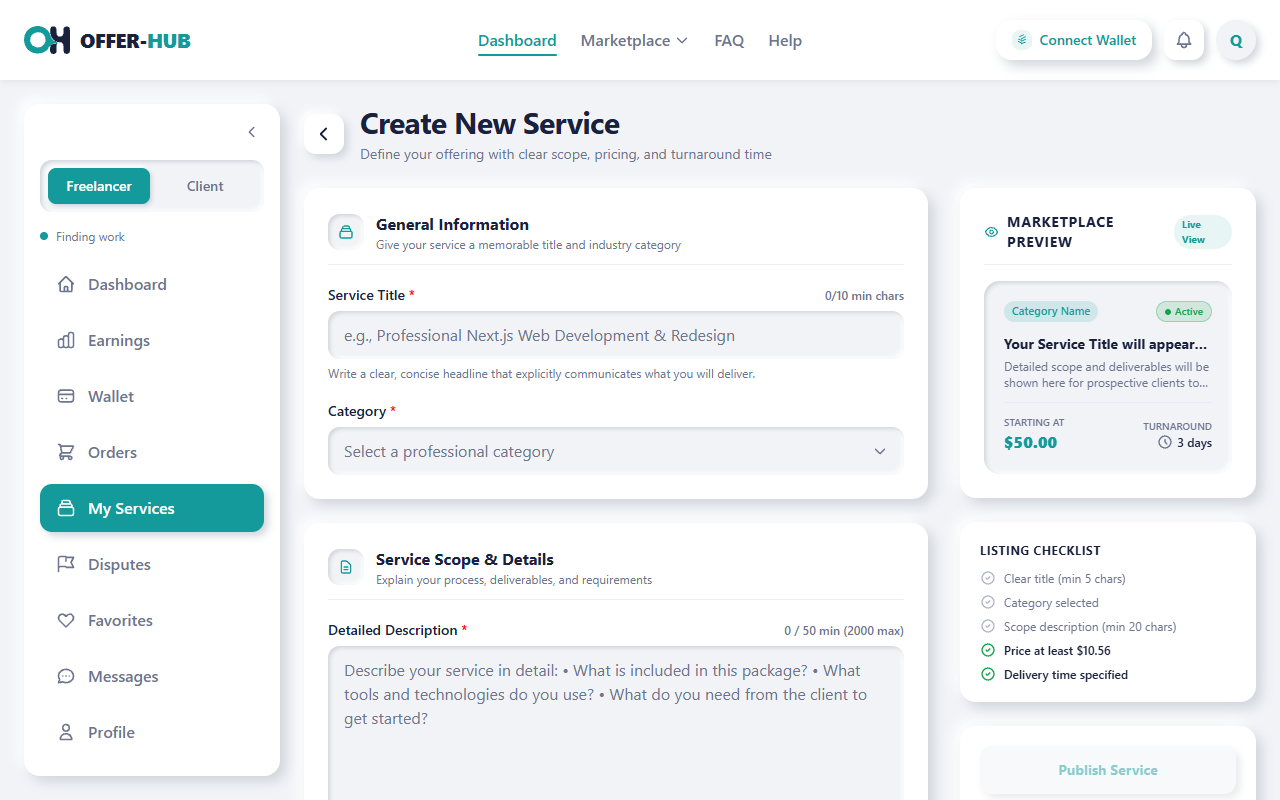 OFFER-HUB
Dashboard
Marketplace
FAQ
Help
Connect Wallet
Q
Freelancer
Client
Finding work
Dashboard
Earnings
Wallet
Orders
My Services
Disputes
Favorites
Messages
Profile
Create New Service
Define your offering with clear scope, pricing, and turnaround time
General Information
Give your service a memorable title and industry category
Service Title *
0/10 min chars
e.g., Professional Next.js Web Development & Redesign
Write a clear, concise headline that explicitly communicates what you will deliver.
Category *
Select a professional category
Service Scope & Details
Explain your process, deliverables, and requirements
Detailed Description *
0 / 50 min (2000 max)
Describe your service in detail: • What is included in this package? • What
tools and technologies do you use? • What do you need from the client to
get started?
MARKETPLACE
PREVIEW
Live
View
Category Name
Active
Your Service Title will appear...
Detailed scope and deliverables will be
shown here for prospective clients to...
STARTING AT
$50.00
TURNAROUND
3 days
LISTING CHECKLIST
Clear title (min 5 chars)
Category selected
Scope description (min 20 chars)
Price at least $10.56
Delivery time specified
Publish Service